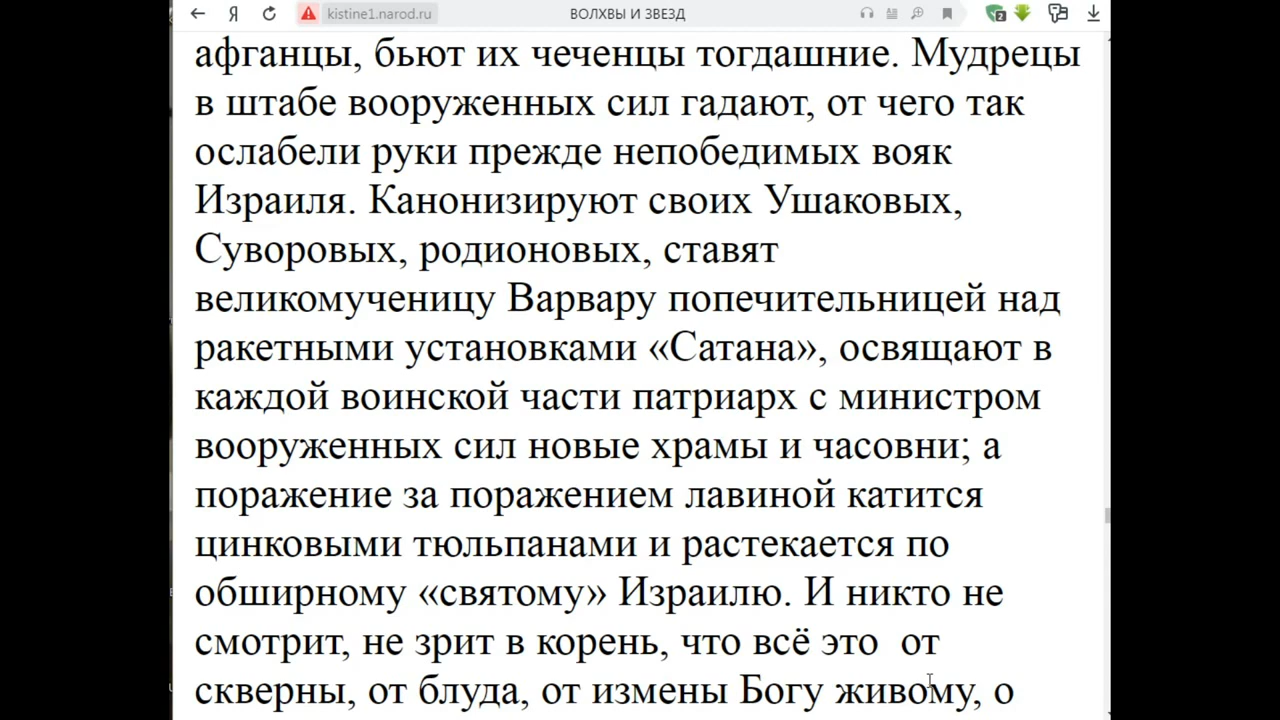 Я kistine1.narod.ru ВОЛХВЫ И ЗВЕЗД 2
афганцы, бьют их чеченцы тогдашние. Мудрецы
в штабе вооруженных сил гадают, от чего так
ослабели руки прежде непобедимых вояк
Израиля. Канонизируют своих Ушаковых,
Суворовых, родионовых, ставят
великомученицу Варвару попечительницей над
ракетными установками «Сатана», освящают в
каждой воинской части патриарх с министром
вооруженных сил новые храмы и часовни; а
поражение за поражением лавиной катится
цинковыми тюльпанами и растекается по
обширному «святому» Израилю. И никто не
смотрит, не зрит в корень, что всё это  от
скверны, от блуда, от измены Богу живому, о